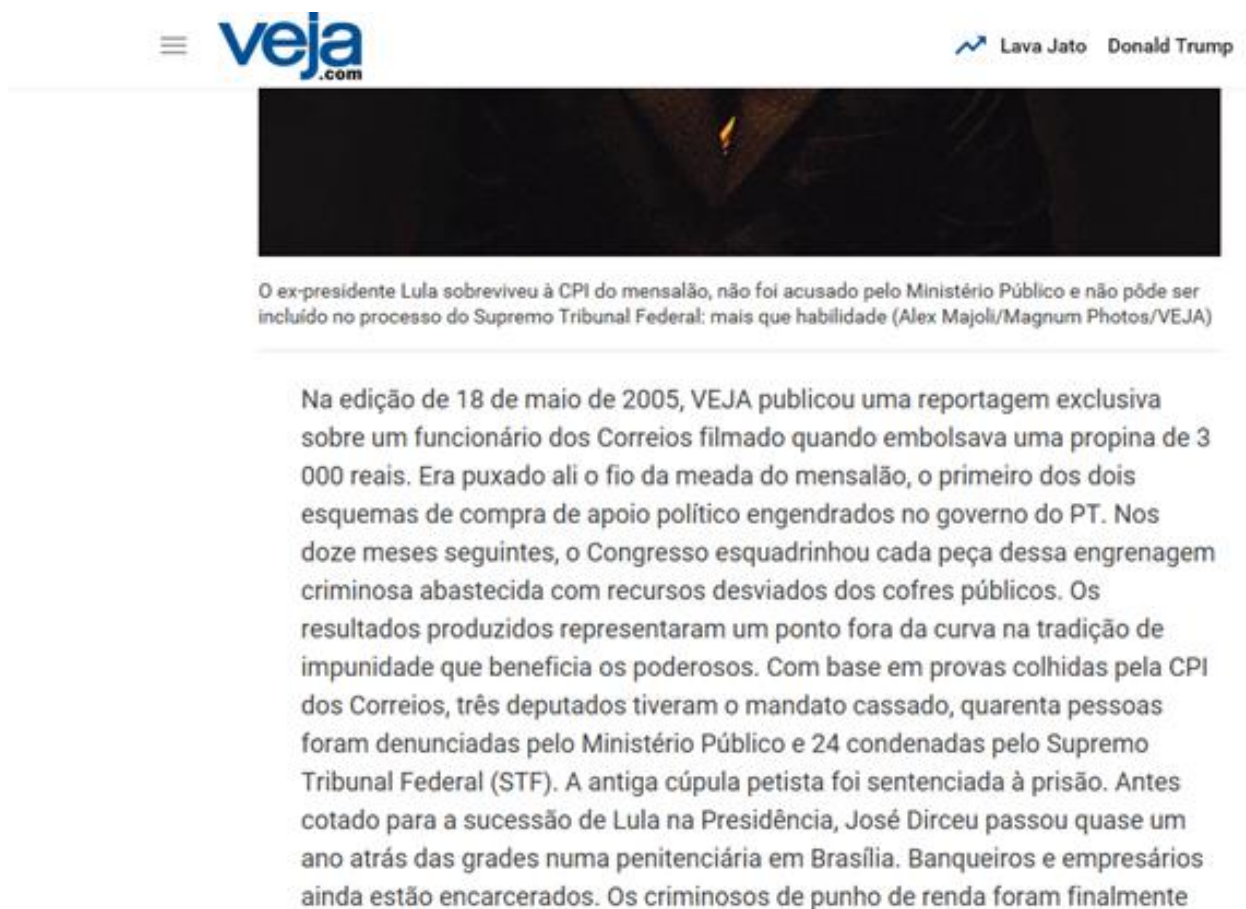 veja
.com
Lava Jato Donald Trump
O ex-presidente Lula sobreviveu à CPI do mensalão, não foi acusado pelo Ministério Público e não pôde ser
incluído no processo do Supremo Tribunal Federal: mais que habilidade (Alex Majoli/Magnum Photos/VEJA)
Na edição de 18 de maio de 2005, VEJA publicou uma reportagem exclusiva
sobre um funcionário dos Correios filmado quando embolsava uma propina de 3
000 reais. Era puxado ali o fio da meada do mensalão, o primeiro dos dois
esquemas de compra de apoio político engendrados no governo do PT. Nos
doze meses seguintes, o Congresso esquadrinhou cada peça dessa engrenagem
criminosa abastecida com recursos desviados dos cofres públicos. Os
resultados produzidos representaram um ponto fora da curva na tradição de
impunidade que beneficia os poderosos. Com base em provas colhidas pela CPI
dos Correios, três deputados tiveram o mandato cassado, quarenta pessoas
foram denunciadas pelo Ministério Público e 24 condenadas pelo Supremo
Tribunal Federal (STF). A antiga cúpula petista foi sentenciada à prisão. Antes
cotado para a sucessão de Lula na Presidência, José Dirceu passou quase um
ano atrás das grades numa penitenciária em Brasília. Banqueiros e empresários
ainda estão encarcerados. Os criminosos de punho de renda foram finalmente